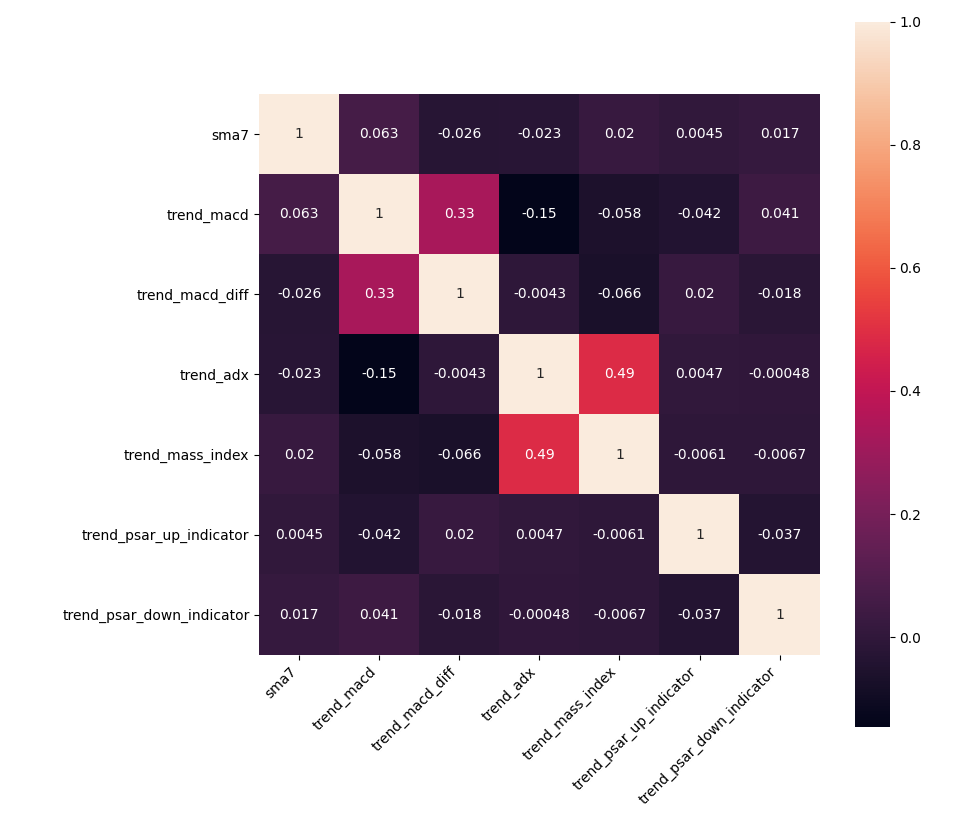 1.0
sma7 1 0.063 -0.026 -0.023 0.02 0.0045 0.017
0.8
trend_macd 0.063 1 0.33 -0.15 -0.058 -0.042 0.041
trend_macd_diff -0.026 0.33 1 -0.0043 -0.066 0.02 -0.018
0.6
trend_adx -0.023 -0.15 -0.0043 1 0.49 0.0047 -0.00048
0.4
trend_mass_index 0.02 -0.058 -0.066 0.49 1 -0.0061 -0.0067
0.2
trend_psar_up_indicator 0.0045 -0.042 0.02 0.0047 -0.0061 1 -0.037
trend_psar_down_indicator 0.017 0.041 -0.018 -0.00048 -0.0067 -0.037 1
0.0
sma7
trend_macd
trend_macd_diff
trend_adx
trend_mass_index
trend_psar_up_indicator
trend_psar_down_indicator